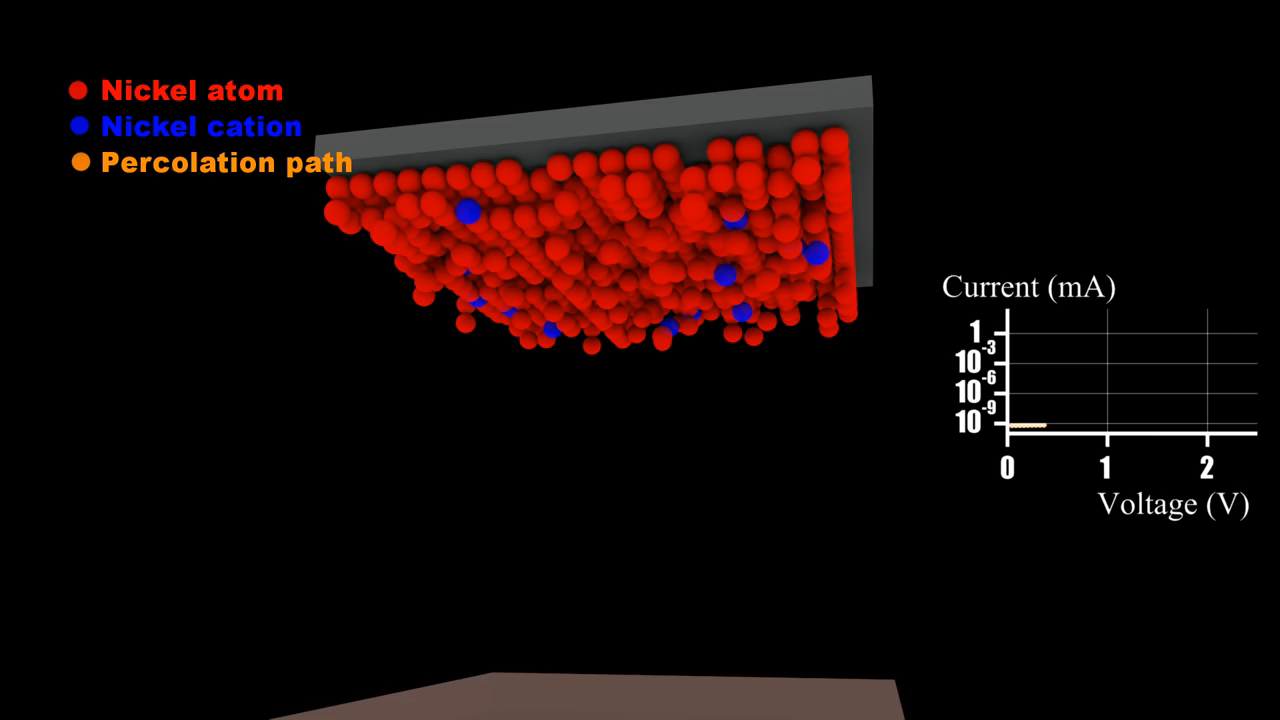 Nickel atom
Nickel cation
Percolation path
Current (mA)
1
10-3
10-6
10-9
0 1 2
Voltage (V)